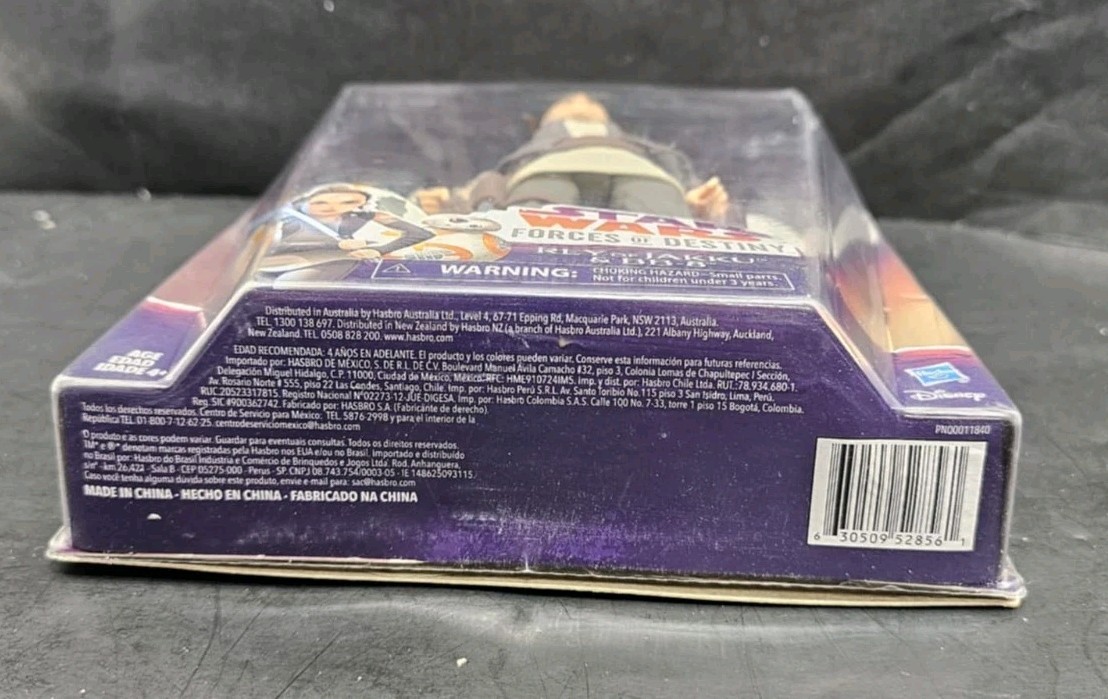 STAR
WARS
FORCES OF DESTINY
REY OF JAKKU
& BB-8
WARNING:
CHOKING HAZARD–Small parts.
Not for children under 3 years.
Distributed in Australia by Hasbro Australia Ltd., Level 4, 67-71 Epping Rd, Macquarie Park, NSW 2113, Australia.
TEL 1300 138 697. Distributed in New Zealand by Hasbro NZ (a branch of Hasbro Australia Ltd.), 221 Albany Highway, Auckland,
New Zealand. TEL 0508 828 200. www.hasbro.com
EDAD RECOMENDADA: 4 AÑOS EN ADELANTE. El producto y los colores pueden variar. Conserve esta información para futuras referencias.
Importado por: HASBRO DE MÉXICO, S. DE R.L. DE C.V. Boulevard Manuel Ávila Camacho #32, piso 3, Colonia Lomas de Chapultepec I Sección,
Delegación Miguel Hidalgo, C.P. 11000, Ciudad de México, México. RFC: HME910724IM5. Imp. y dist. por: Hasbro Chile Ltda. RUT.:78.934.680-1,
Av. Rosario Norte # 555, piso 22 Las Condes, Santiago, Chile. Imp. por: Hasbro Perú S R.L. Av. Santo Toribio No.115 piso 3 San Isidro, Lima, Perú.
RUC.20523317815. Registro Nacional N°02273-12-JUE-DIGESA. Imp. por: Hasbro Colombia S.A.S. Calle 100 No. 7-33, torre 1 piso 15 Bogotá, Colombia.
Reg. SIC #900362742. Fabricado por: HASBRO S.A. (Fabricante de derecho).
Todos los derechos reservados. Centro de Servicio para México. TEL. 5876-2998 y para el interior de la
República TEL. 01-800-7-12-62-25. centrodeserviciomexico@hasbro.com
O produto e as cores podem variar. Guardar para eventuais consultas. Todos os direitos reservados.
TM* e ®* denotam marcas registradas pela Hasbro nos EUA e/ou no Brasil. Importado e distribuído
no Brasil por: Hasbro do Brasil Indústria e Comércio de Brinquedos e Jogos Ltda. Rod. Anhanguera,
s/nº - km 26,422 - Sala B - CEP 05275-000 - Perus - SP. CNPJ 08.743.754/0003-05 - IE 148625093115.
Caso você tenha alguma dúvida sobre este produto, envie e-mail para: sac@hasbro.com
MADE IN CHINA - HECHO EN CHINA - FABRICADO NA CHINA
AGE
EDAD
IDADE 4+
Hasbro
Disney
PN00011840
6 30509 52856 1